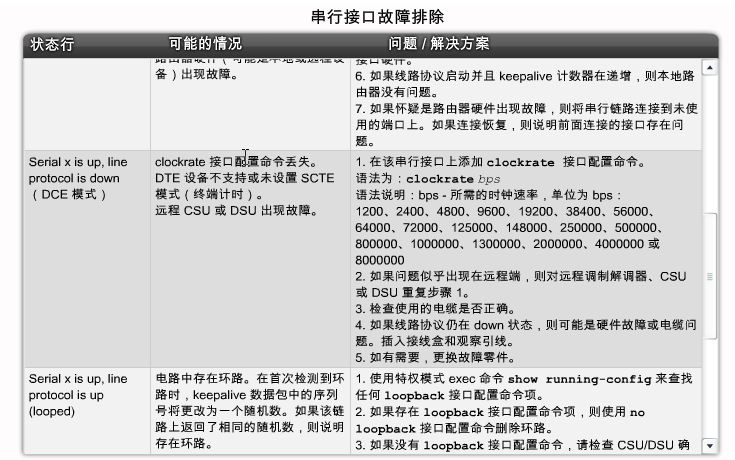 串行接口故障排除
状态行 可能的情况 问题 / 解决方案
路由器硬件（可能是本地或远程设
备）出现故障。
接口硬件。
6. 如果线路协议启动并且 keepalive 计数器在递增，则本地路
由器没有问题。
7. 如果怀疑是路由器硬件出现故障，则将串行链路连接到未使
用的端口上。如果连接恢复，则说明前面连接的接口存在问
题。
Serial x is up, line
protocol is down
（DCE 模式）
clockrate 接口配置命令丢失。
DTE 设备不支持或未设置 SCTE
模式（终端计时）。
远程 CSU 或 DSU 出现故障。
1. 在该串行接口上添加 clockrate 接口配置命令。
语法为：clockrate bps
语法说明：bps - 所需的时钟速率，单位为 bps：
1200、2400、4800、9600、19200、38400、56000、
64000、72000、125000、148000、250000、500000、
800000、1000000、1300000、2000000、4000000 或
8000000
2. 如果问题似乎出现在远程端，则对远程调制解调器、CSU
或 DSU 重复步骤 1。
3. 检查使用的电缆是否正确。
4. 如果线路协议仍在 down 状态，则可能是硬件故障或电缆问
题。插入接线盒和观察引线。
5. 如有需要，更换故障零件。
Serial x is up, line
protocol is up
(looped)
电路中存在环路。在首次检测到环
路时，keepalive 数据包中的序列
号将更改为一个随机数。如果该链
路上返回了相同的随机数，则说明
存在环路。
1. 使用特权模式 exec 命令 show running-config 来查找
任何 loopback 接口配置命令项。
2. 如果存在 loopback 接口配置命令项，则使用 no
loopback 接口配置命令删除环路。
3. 如果没有 loopback 接口配置命令，请检查 CSU/DSU 确